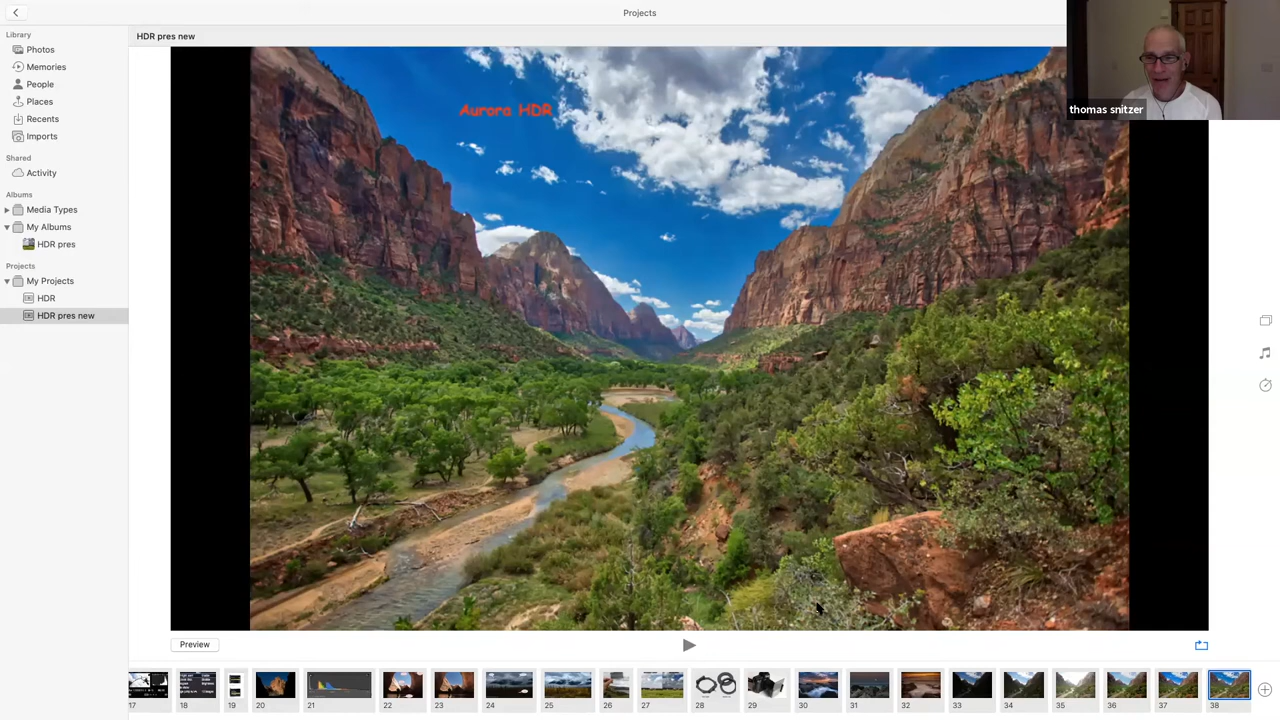 Projects
Library
HDR pres new
Photos
Memories
People
Places
Recents
Imports
Shared
Activity
Albums
Media Types
My Albums
HDR pres
Projects
My Projects
HDR
HDR pres new
Aurora HDR
thomas snitzer
Preview
17 18 19 20 21 22 23 24 25 26 27 28 29 30 31 32 33 34 35 36 37 38